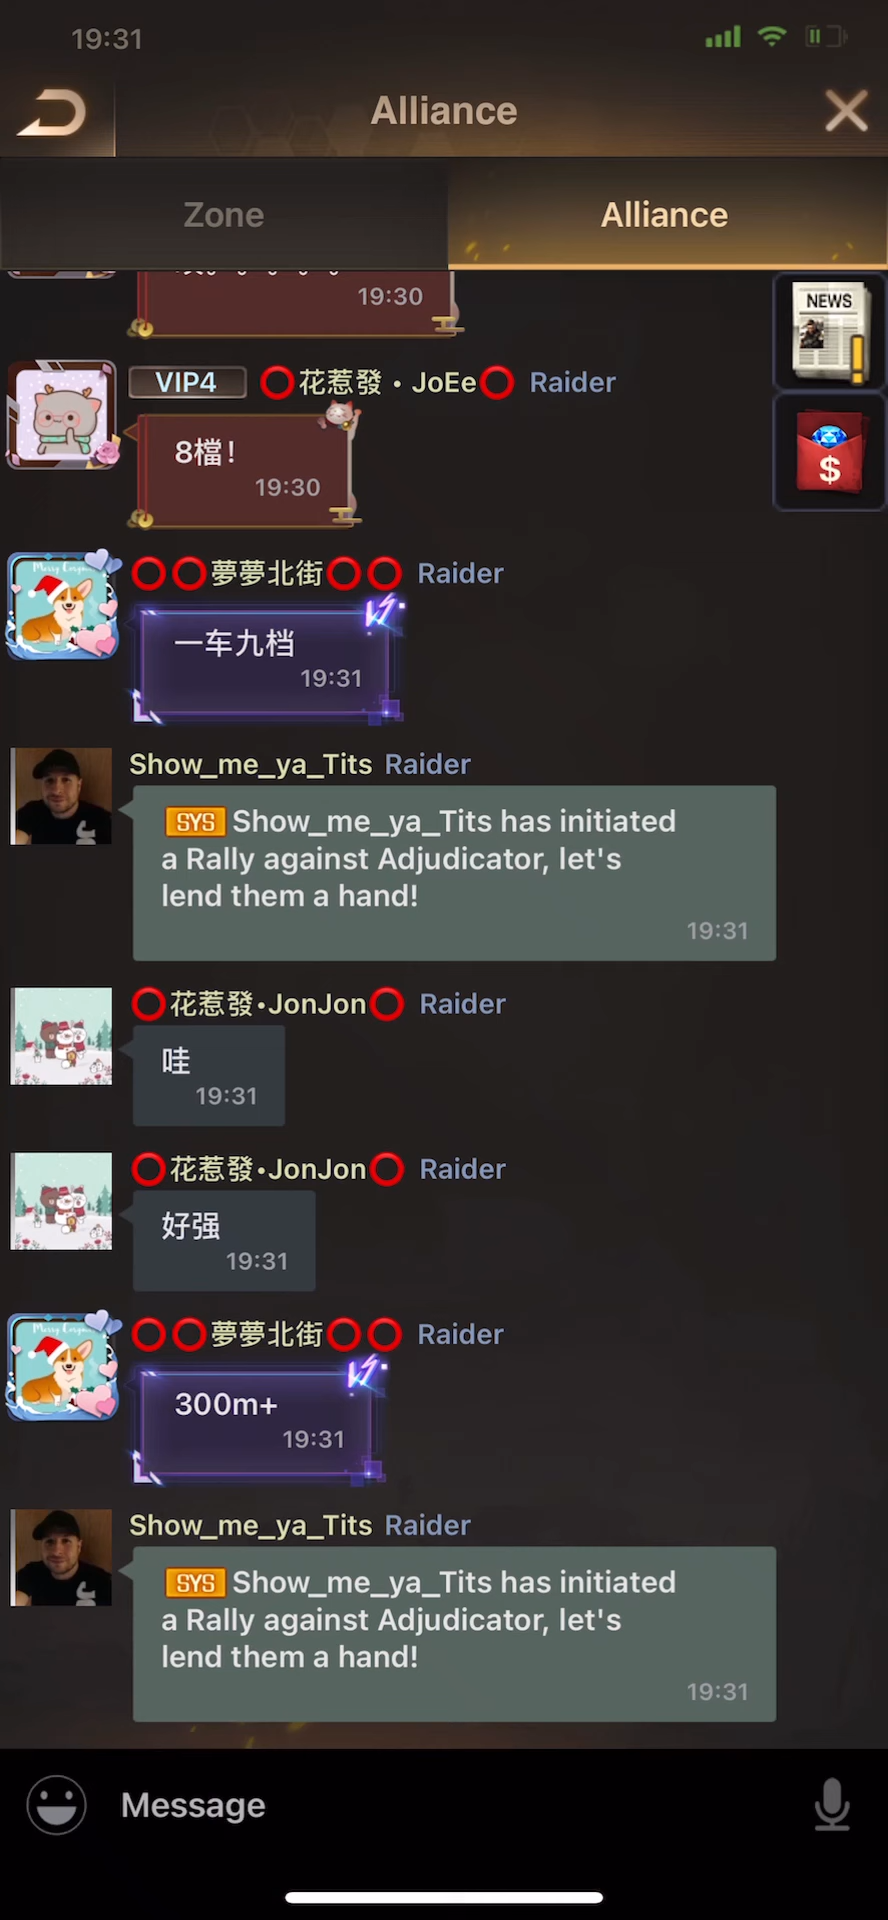 19:31
Alliance
Zone
Alliance
19:30
NEWS
VIP4 ⭕花惹發•JoEe⭕ Raider
8檔！
19:30
$
⭕⭕夢夢北街⭕⭕ Raider
一车九档
19:31
Show_me_ya_Tits Raider
SYS Show_me_ya_Tits has initiated
a Rally against Adjudicator, let's
lend them a hand!
19:31
⭕花惹發•JonJon⭕ Raider
哇
19:31
⭕花惹發•JonJon⭕ Raider
好强
19:31
⭕⭕夢夢北街⭕⭕ Raider
300m+
19:31
Show_me_ya_Tits Raider
SYS Show_me_ya_Tits has initiated
a Rally against Adjudicator, let's
lend them a hand!
19:31
Message